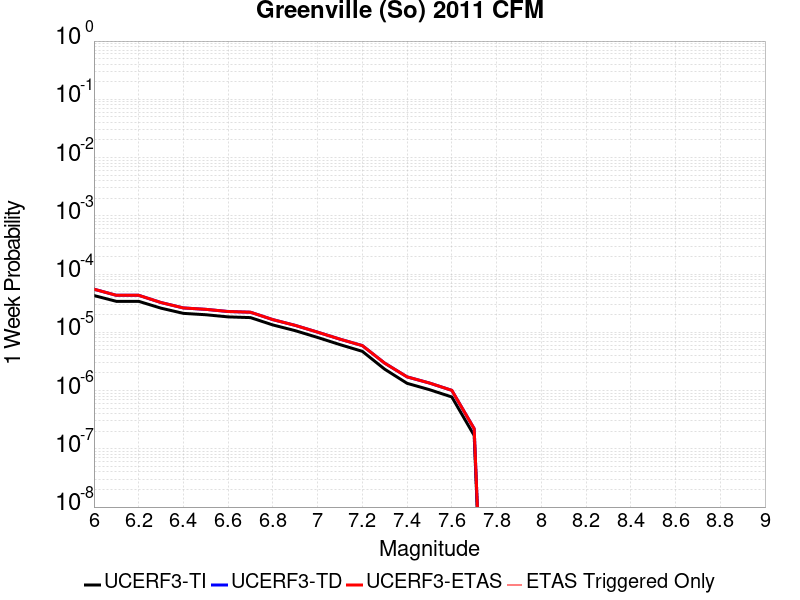 Greenville (So) 2011 CFM
10^0
10^-1
10^-2
10^-3
10^-4
10^-5
10^-6
10^-7
10^-8
1 Week Probability
6 6.2 6.4 6.6 6.8 7 7.2 7.4 7.6 7.8 8 8.2 8.4 8.6 8.8 9
Magnitude
UCERF3-TI UCERF3-TD UCERF3-ETAS ETAS Triggered Only